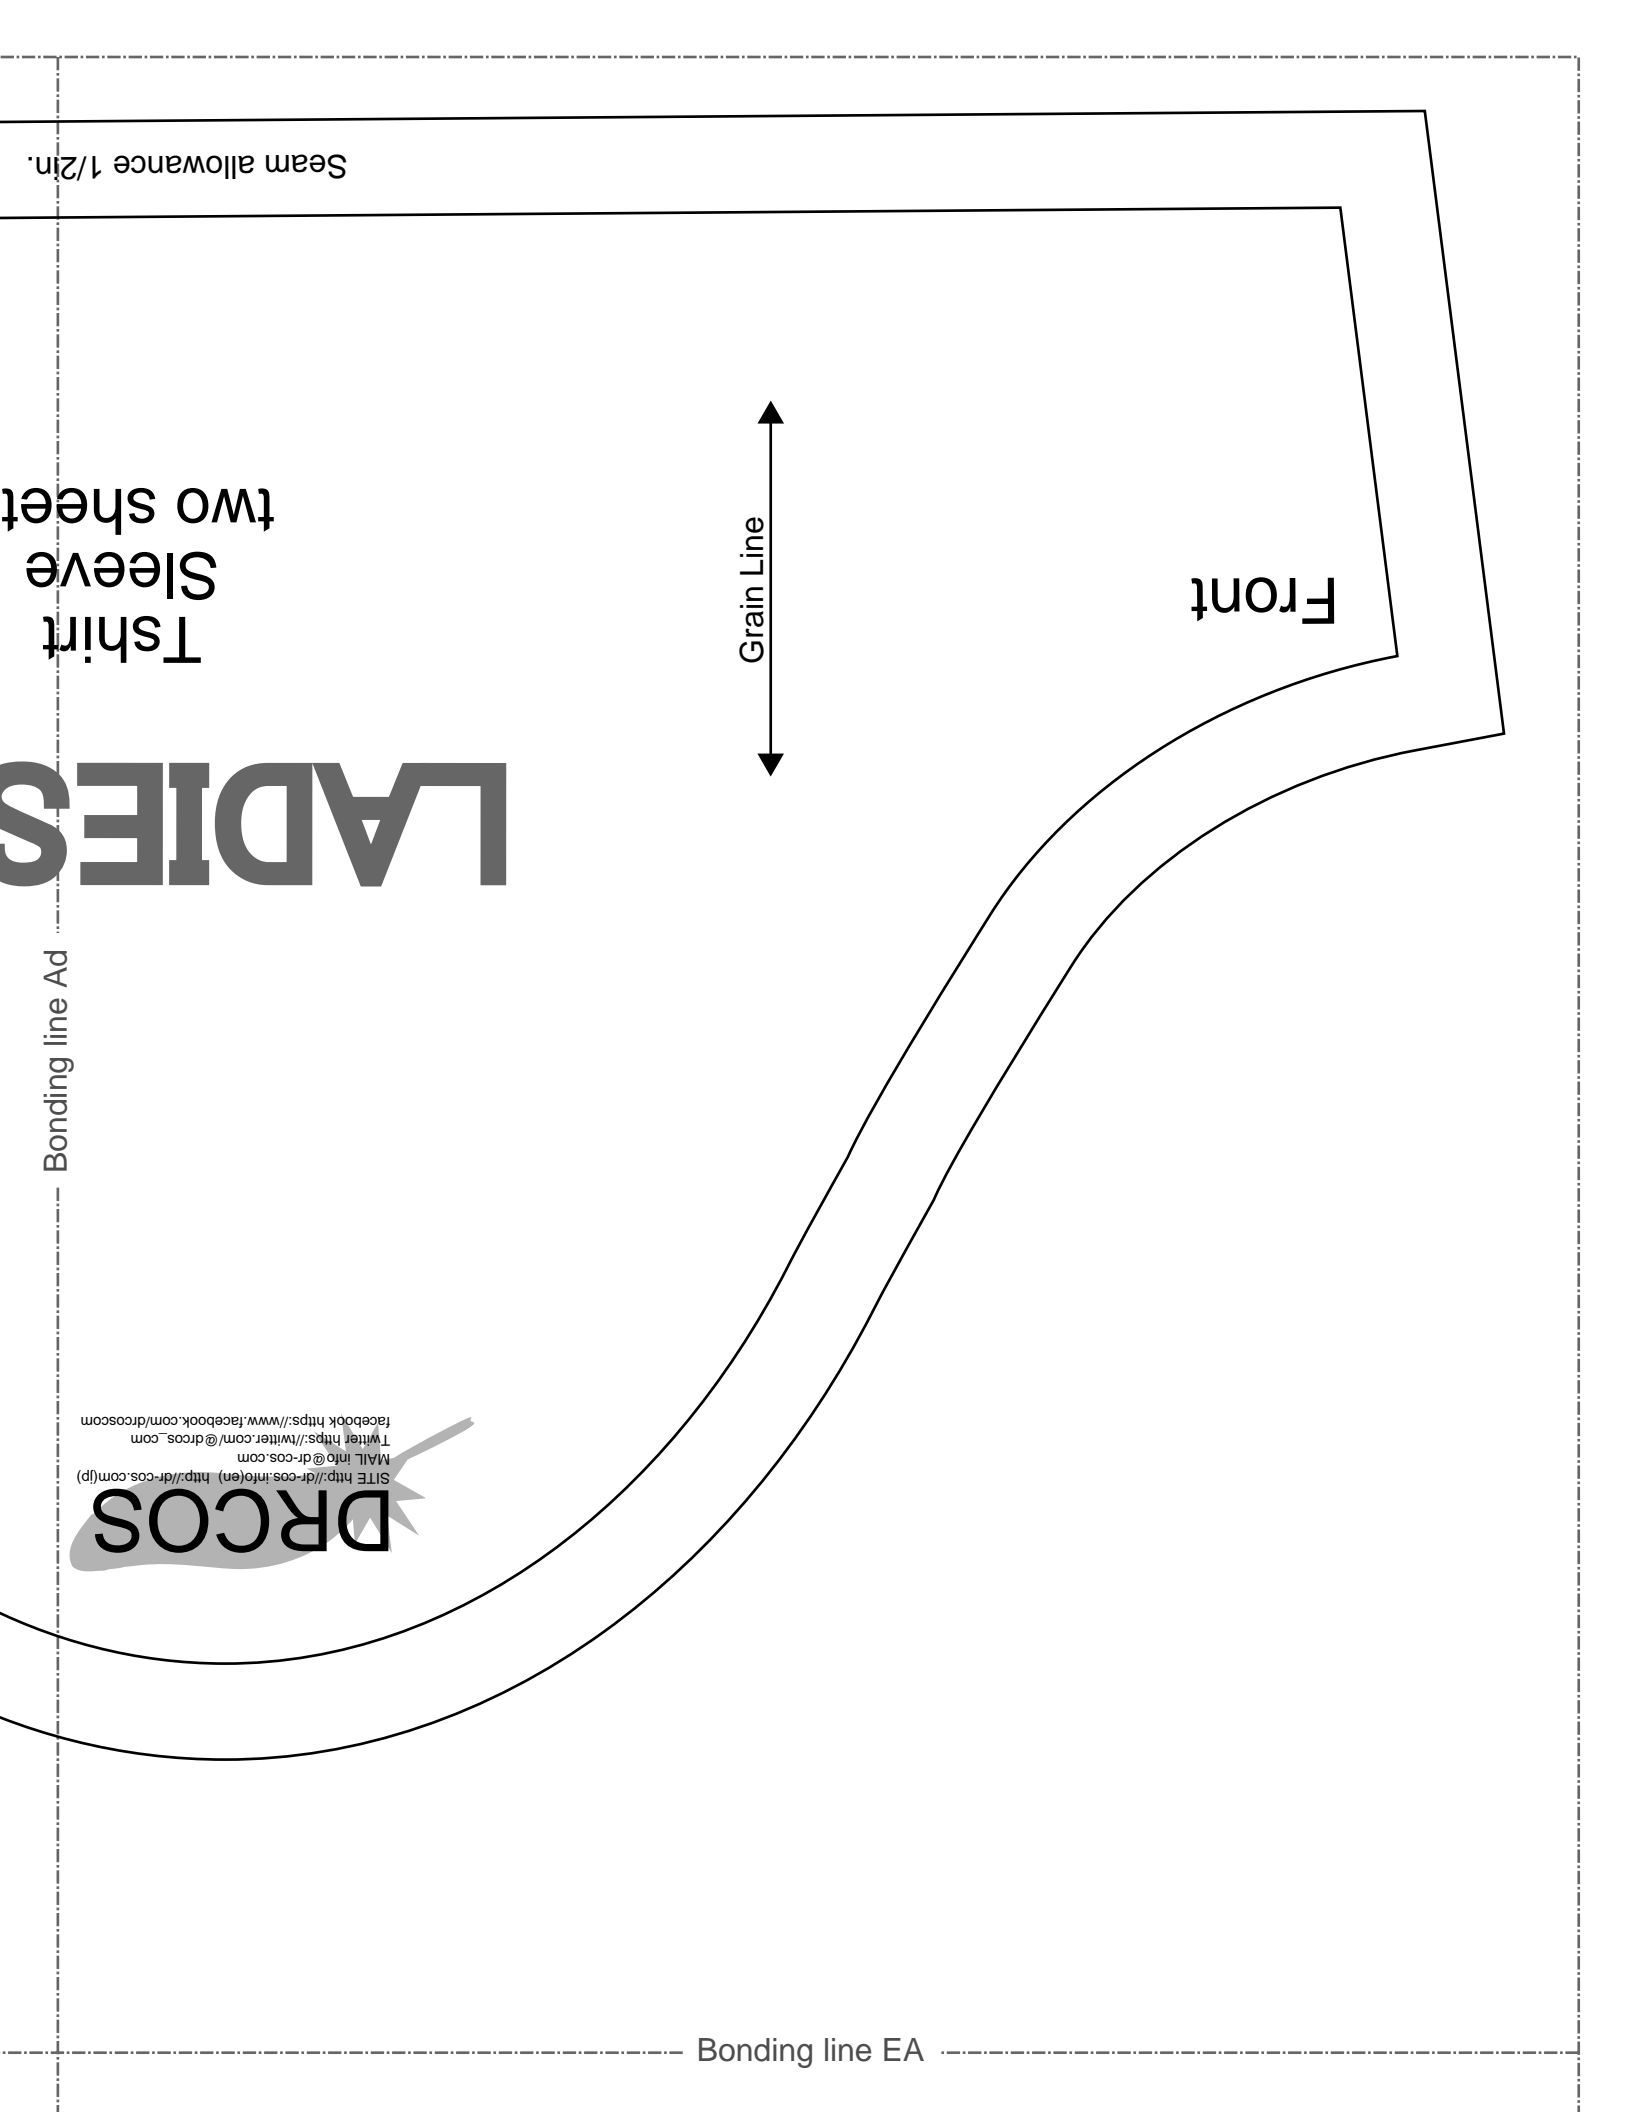 Seam allowance 1/2in.
Tshirt
Sleeve
two sheet
Grain Line
Front
LADIES
Bonding line Ad
DRCOS
SITE http://dr-cos.info(en) http://dr-cos.com(jp)
MAIL info@dr-cos.com
Twitter https://twitter.com/@drcos_com
facebook https://www.facebook.com/drcoscom
Bonding line EA